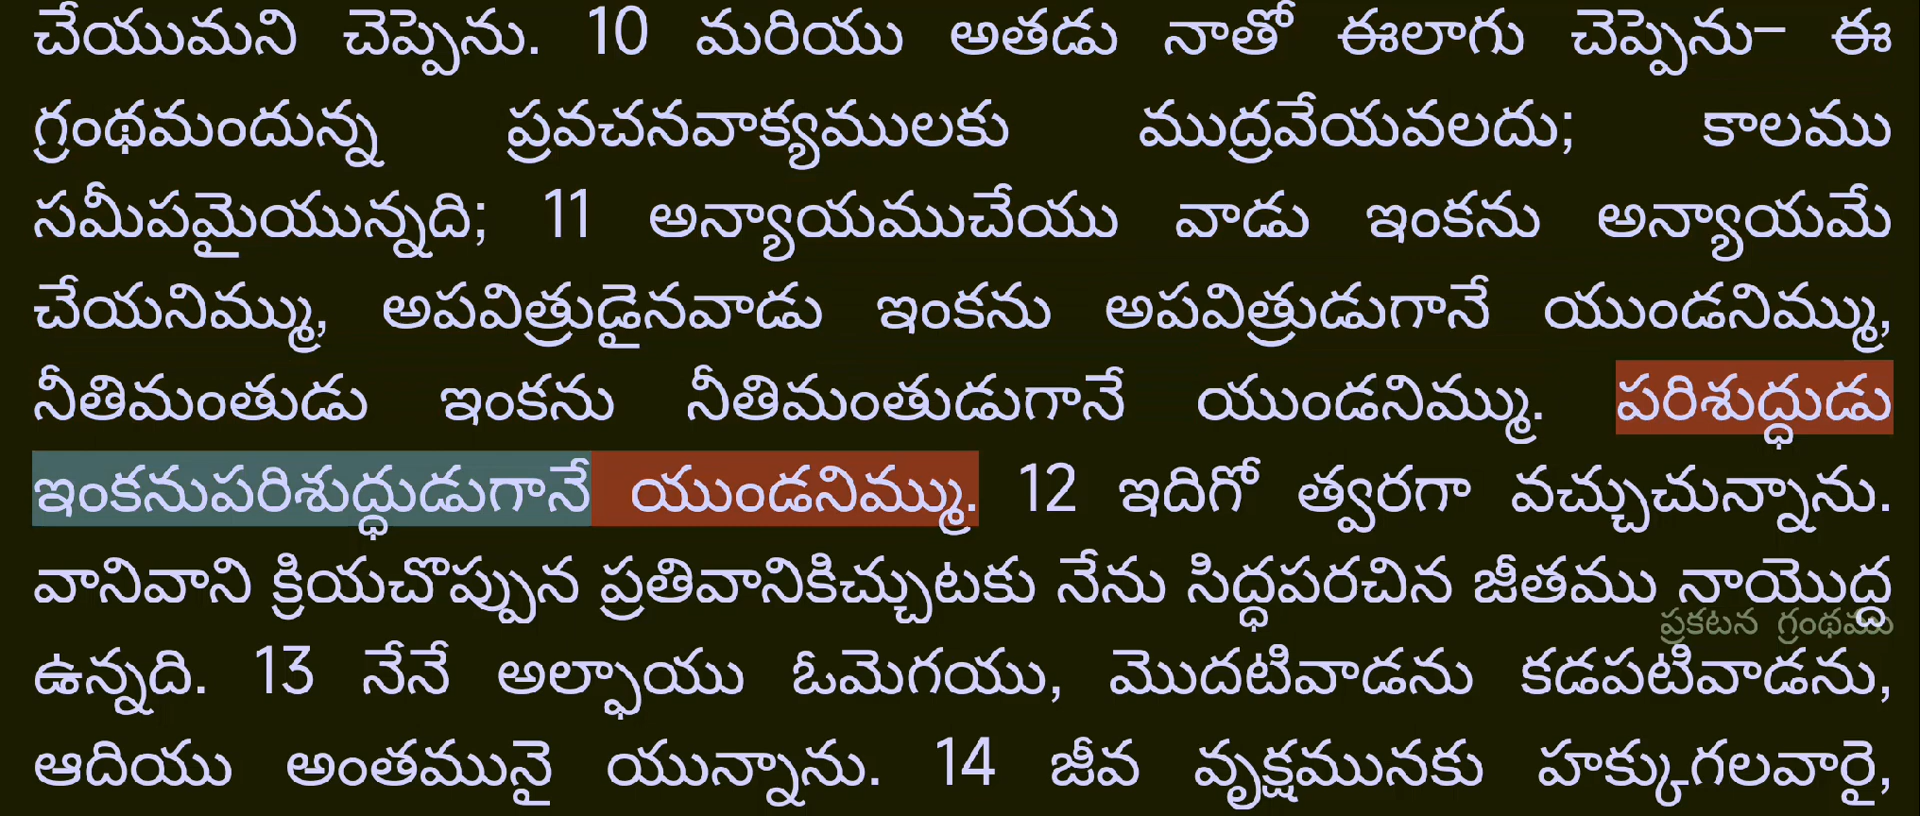 చేయుమని చెప్పెను. 10 మరియు అతడు నాతో ఈలాగు చెప్పెను– ఈ
గ్రంథమందున్న ప్రవచనవాక్యములకు ముద్రవేయవలదు; కాలము
సమీపమైయున్నది; 11 అన్యాయముచేయు వాడు ఇంకను అన్యాయమే
చేయనిమ్ము, అపవిత్రుడైనవాడు ఇంకను అపవిత్రుడుగానే యుండనిమ్ము,
నీతిమంతుడు ఇంకను నీతిమంతుడుగానే యుండనిమ్ము. పరిశుద్ధుడు
ఇంకనుపరిశుద్ధుడుగానే యుండనిమ్ము. 12 ఇదిగో త్వరగా వచ్చుచున్నాను.
వానివాని క్రియచొప్పున ప్రతివానికిచ్చుటకు నేను సిద్ధపరచిన జీతము నాయొద్ద
ప్రకటన గ్రంథము
ఉన్నది. 13 నేనే అల్ఫాయు ఓమెగయు, మొదటివాడను కడపటివాడను,
ఆదియు అంతమునై యున్నాను. 14 జీవ వృక్షమునకు హక్కుగలవారై,